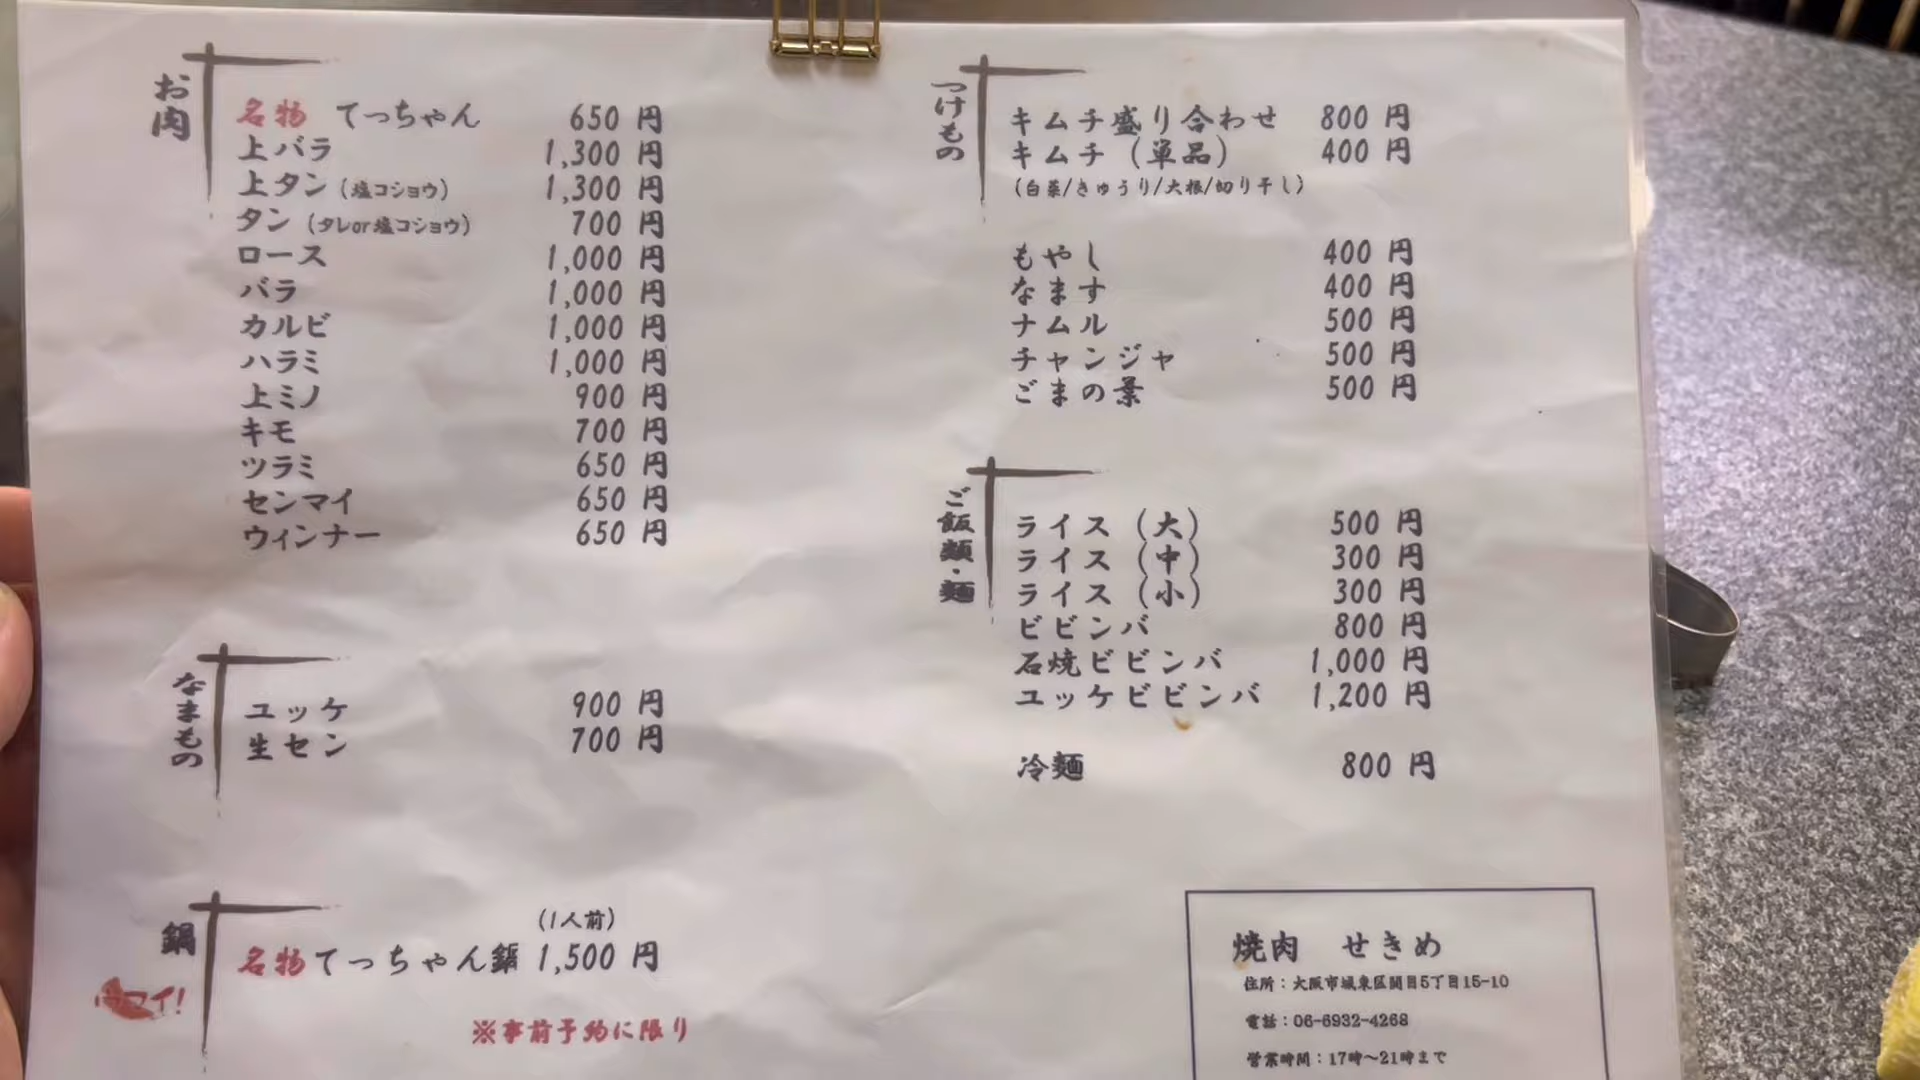 お肉
名物 てっちゃん 650 円
上バラ 1,300 円
上タン (塩コショウ) 1,300 円
タン (タレor塩コショウ) 700 円
ロース 1,000 円
バラ 1,000 円
カルビ 1,000 円
ハラミ 1,000 円
上ミノ 900 円
キモ 700 円
ツラミ 650 円
センマイ 650 円
ウィンナー 650 円
なまもの
ユッケ 900 円
生セン 700 円
鍋
ウマイ!
(1人前)
名物てっちゃん鍋 1,500 円
※事前予約に限り
つけもの
キムチ盛り合わせ 800 円
キムチ (単品) 400 円
(白菜/きゅうり/大根/切り干し)
もやし 400 円
なます 400 円
ナムル 500 円
チャンジャ 500 円
ごまの葉 500 円
ご飯類・麺
ライス (大) 500 円
ライス (中) 300 円
ライス (小) 300 円
ビビンバ 800 円
石焼ビビンバ 1,000 円
ユッケビビンバ 1,200 円
冷麺 800 円
焼肉 せきめ
住所:大阪市城東区関目5丁目15-10
電話:06-6932-4268
営業時間:17時~21時まで